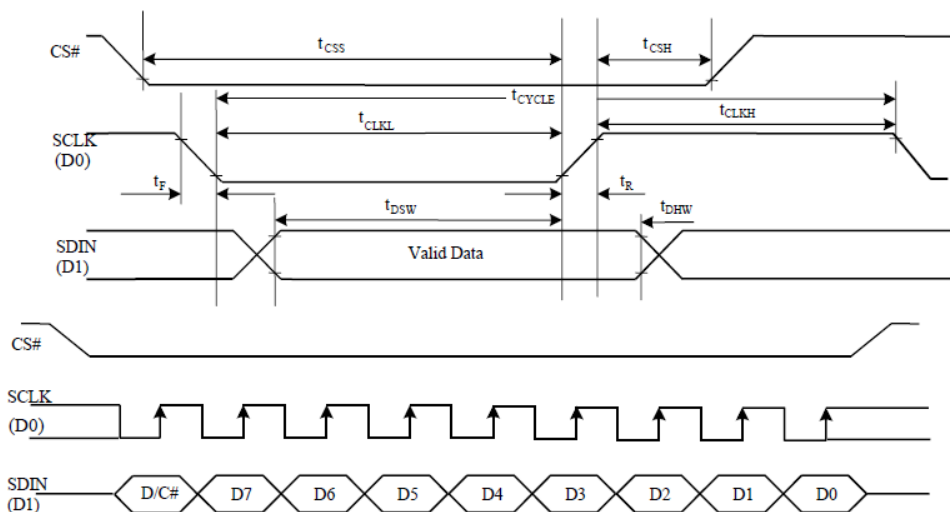 CS#
tCSS
tCSH
tCYCLE
tCLKL
tCLKH
SCLK
(D0)
tF
tR
tDSW
tDHW
SDIN
(D1)
Valid Data
CS#
SCLK
(D0)
SDIN
(D1)
D/C# D7 D6 D5 D4 D3 D2 D1 D0